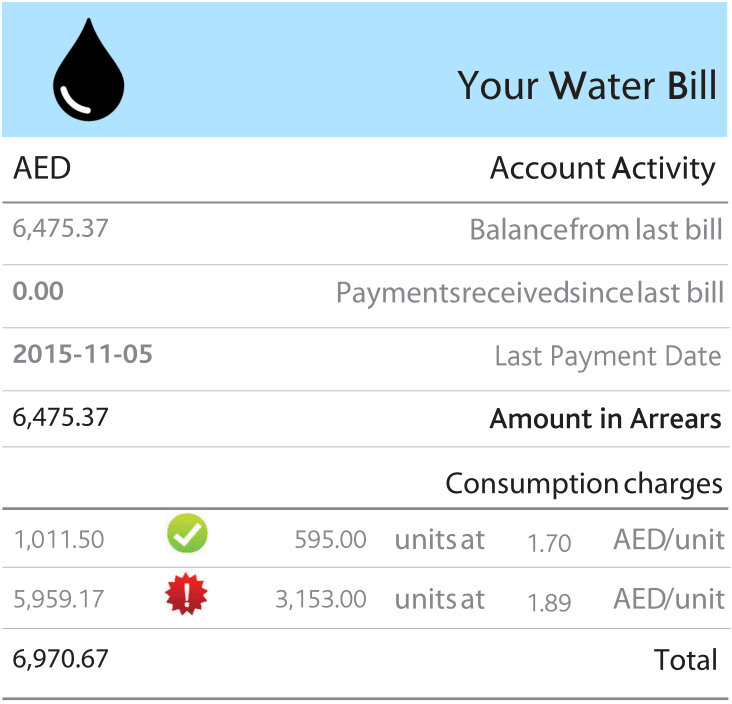 Your Water Bill
AED Account Activity
6,475.37 Balancefrom last bill
0.00 Paymentsreceivedsincelast bill
2015-11-05 Last Payment Date
6,475.37 Amount in Arrears
Consumption charges
1,011.50 595.00 units at 1.70 AED/unit
5,959.17 3,153.00 units at 1.89 AED/unit
6,970.67 Total